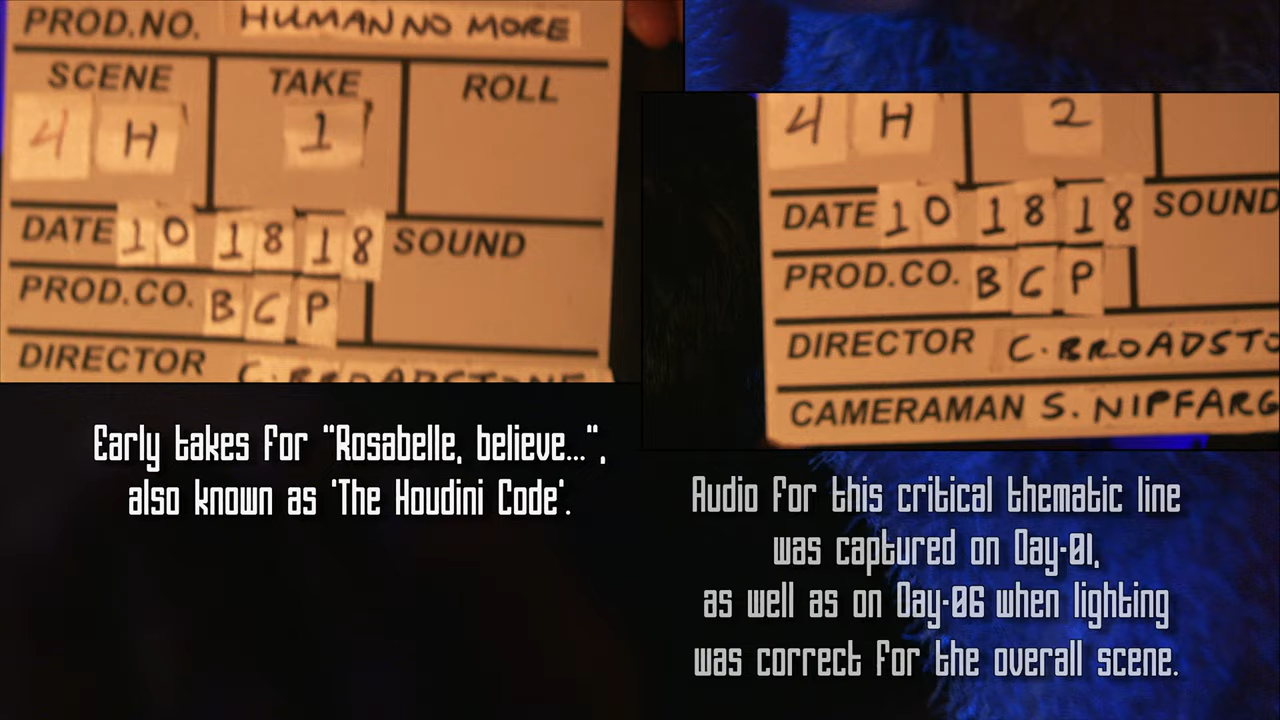 PROD.NO. HUMAN NO MORE
SCENE TAKE ROLL
4 H 1
DATE 10 18 18 SOUND
PROD.CO. B C P
DIRECTOR C. BROADSTONE
4 H 2
DATE 10 18 18 SOUND
PROD.CO. B C P
DIRECTOR C. BROADSTO
CAMERAMAN S. NIPFARG
Early takes for "Rosabelle, believe...",
also known as 'The Houdini Code'.
Audio for this critical thematic line
was captured on Day-01,
as well as on Day-06 when lighting
was correct for the overall scene.